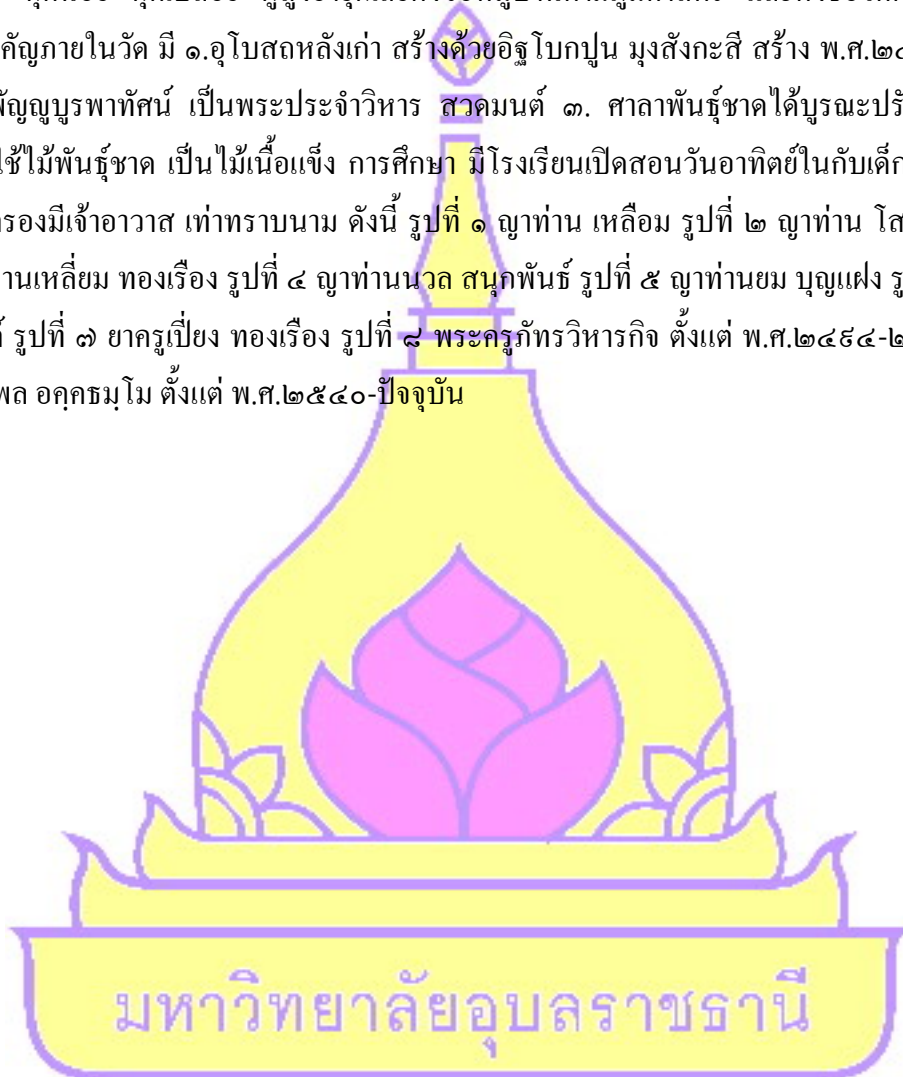 คัญภายในวัด มี ๑.อุโบสถหลังเก่า สร้างด้วยอิฐโบกปูน มุงสังกะสี สร้าง พ.ศ.๒๔
พัญญูบูรพาทัศน์ เป็นพระประจำวิหาร สวดมนต์ ๓. ศาลาพันธุ์ชาดได้บูรณะปรั
ใช้ไม้พันธุ์ชาด เป็นไม้เนื้อแข็ง การศึกษา มีโรงเรียนเปิดสอนวันอาทิตย์ในกับเด็ก
รองมีเจ้าอาวาส เท่าทราบนาม ดังนี้ รูปที่ ๑ ญาท่าน เหลือม รูปที่ ๒ ญาท่าน โส
านเหลี่ยม ทองเรือง รูปที่ ๔ ญาท่านนวล สนุกพันธ์ รูปที่ ๕ ญาท่านยม บุญแฝง รู
รูปที่ ๗ ยาครูเปี่ยง ทองเรือง รูปที่ ๘ พระครูภัทรวิหารกิจ ตั้งแต่ พ.ศ.๒๔๙๔-๒
พล อคฺคธมฺโม ตั้งแต่ พ.ศ.๒๕๔๐-ปัจจุบัน
มหาวิทยาลัยอุบลราชธานี